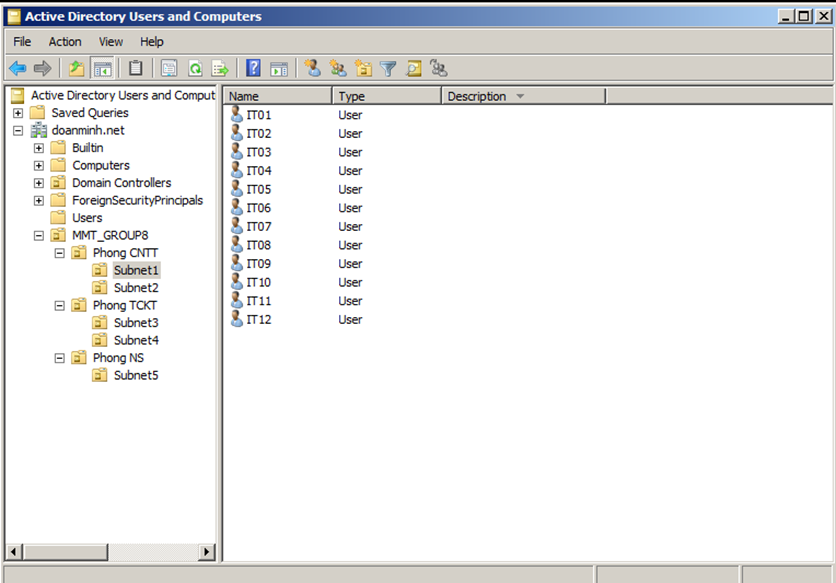 Active Directory Users and Computers
File Action View Help
Active Directory Users and Comput
Saved Queries
doanminh.net
Builtin
Computers
Domain Controllers
ForeignSecurityPrincipals
Users
MMT_GROUP8
Phong CNTT
Subnet1
Subnet2
Phong TCKT
Subnet3
Subnet4
Phong NS
Subnet5
Name Type Description
IT01 User
IT02 User
IT03 User
IT04 User
IT05 User
IT06 User
IT07 User
IT08 User
IT09 User
IT10 User
IT11 User
IT12 User